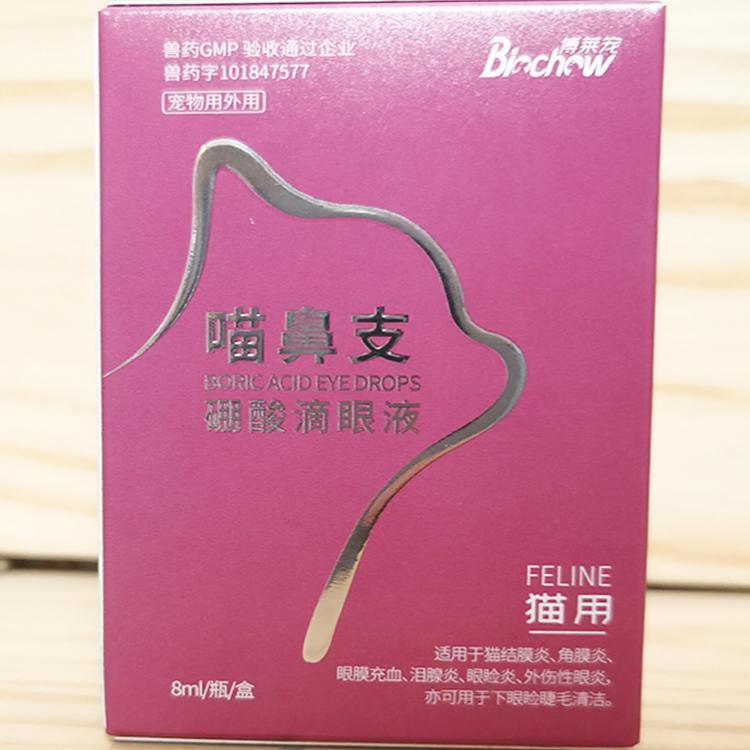 兽药GMP 验收通过企业
兽药字101847577
宠物用外用
博莱宠
Biochow
喵鼻支
BORIC ACID EYE DROPS
硼酸滴眼液
FELINE
猫用
适用于猫结膜炎、角膜炎、
眼膜充血、泪腺炎、眼睑炎、外伤性眼炎,
亦可用于下眼睑睫毛清洁。
8ml/瓶/盒